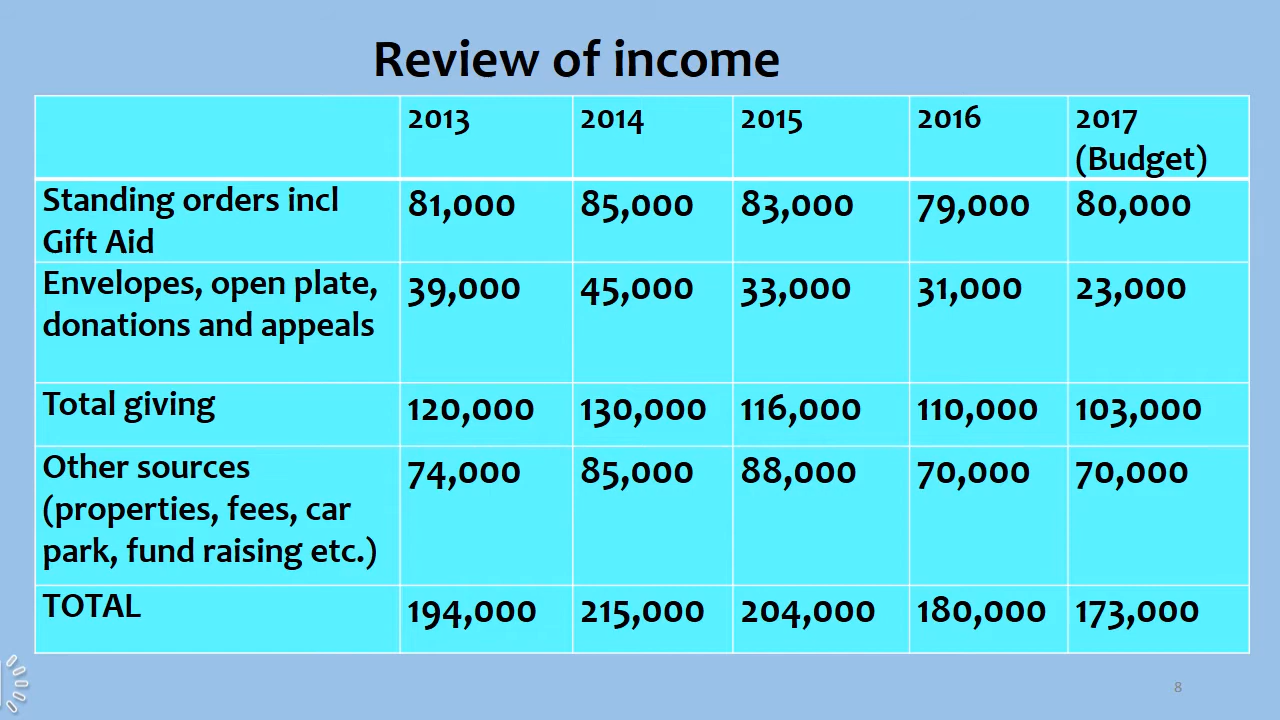 Review of income
2013 2014 2015 2016 2017
(Budget)
Standing orders incl
Gift Aid
81,000 85,000 83,000 79,000 80,000
Envelopes, open plate,
donations and appeals
39,000 45,000 33,000 31,000 23,000
Total giving 120,000 130,000 116,000 110,000 103,000
Other sources
(properties, fees, car
park, fund raising etc.)
74,000 85,000 88,000 70,000 70,000
TOTAL 194,000 215,000 204,000 180,000 173,000
8